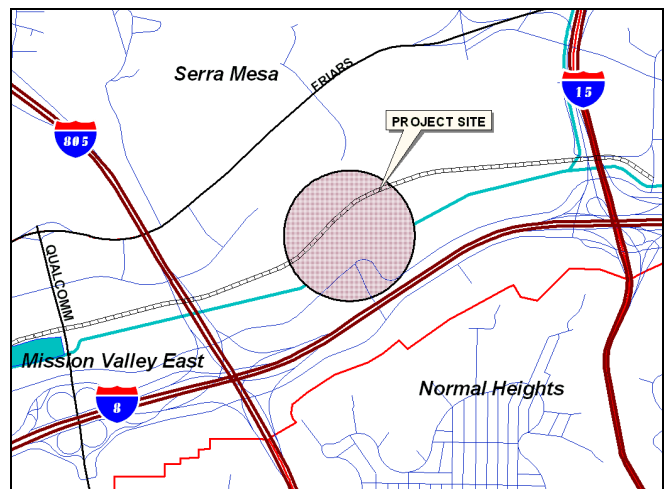 Serra Mesa
FRIARS
15
PROJECT SITE
805
QUALCOMM
Mission Valley East
Normal Heights
8